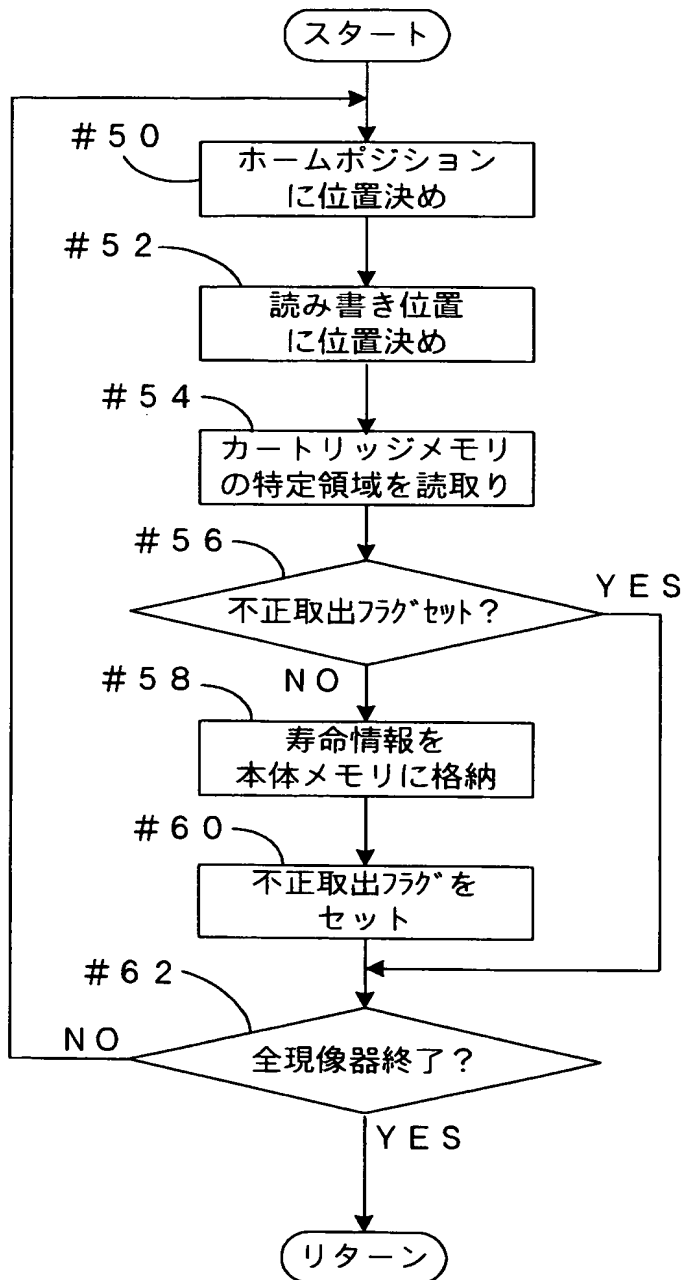 スタート
#50
ホームポジション
に位置決め
#52
読み書き位置
に位置決め
#54
カートリッジメモリ
の特定領域を読取り
#56
不正取出フラグセット?
YES
NO
#58
寿命情報を
本体メモリに格納
#60
不正取出フラグを
セット
#62
NO
全現像器終了?
YES
リターン